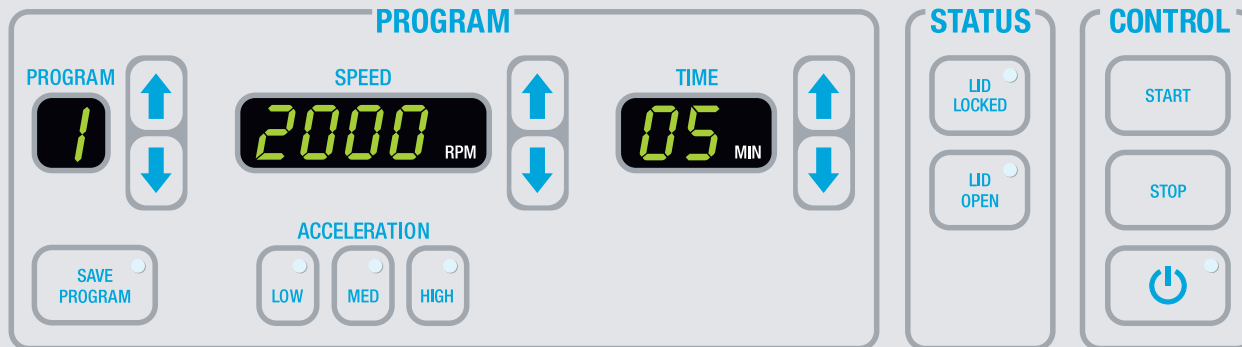 PROGRAM
STATUS
CONTROL
PROGRAM
SPEED
TIME
1
2000 RPM
05 MIN
LID
LOCKED
START
LID
OPEN
STOP
ACCELERATION
SAVE
PROGRAM
LOW
MED
HIGH